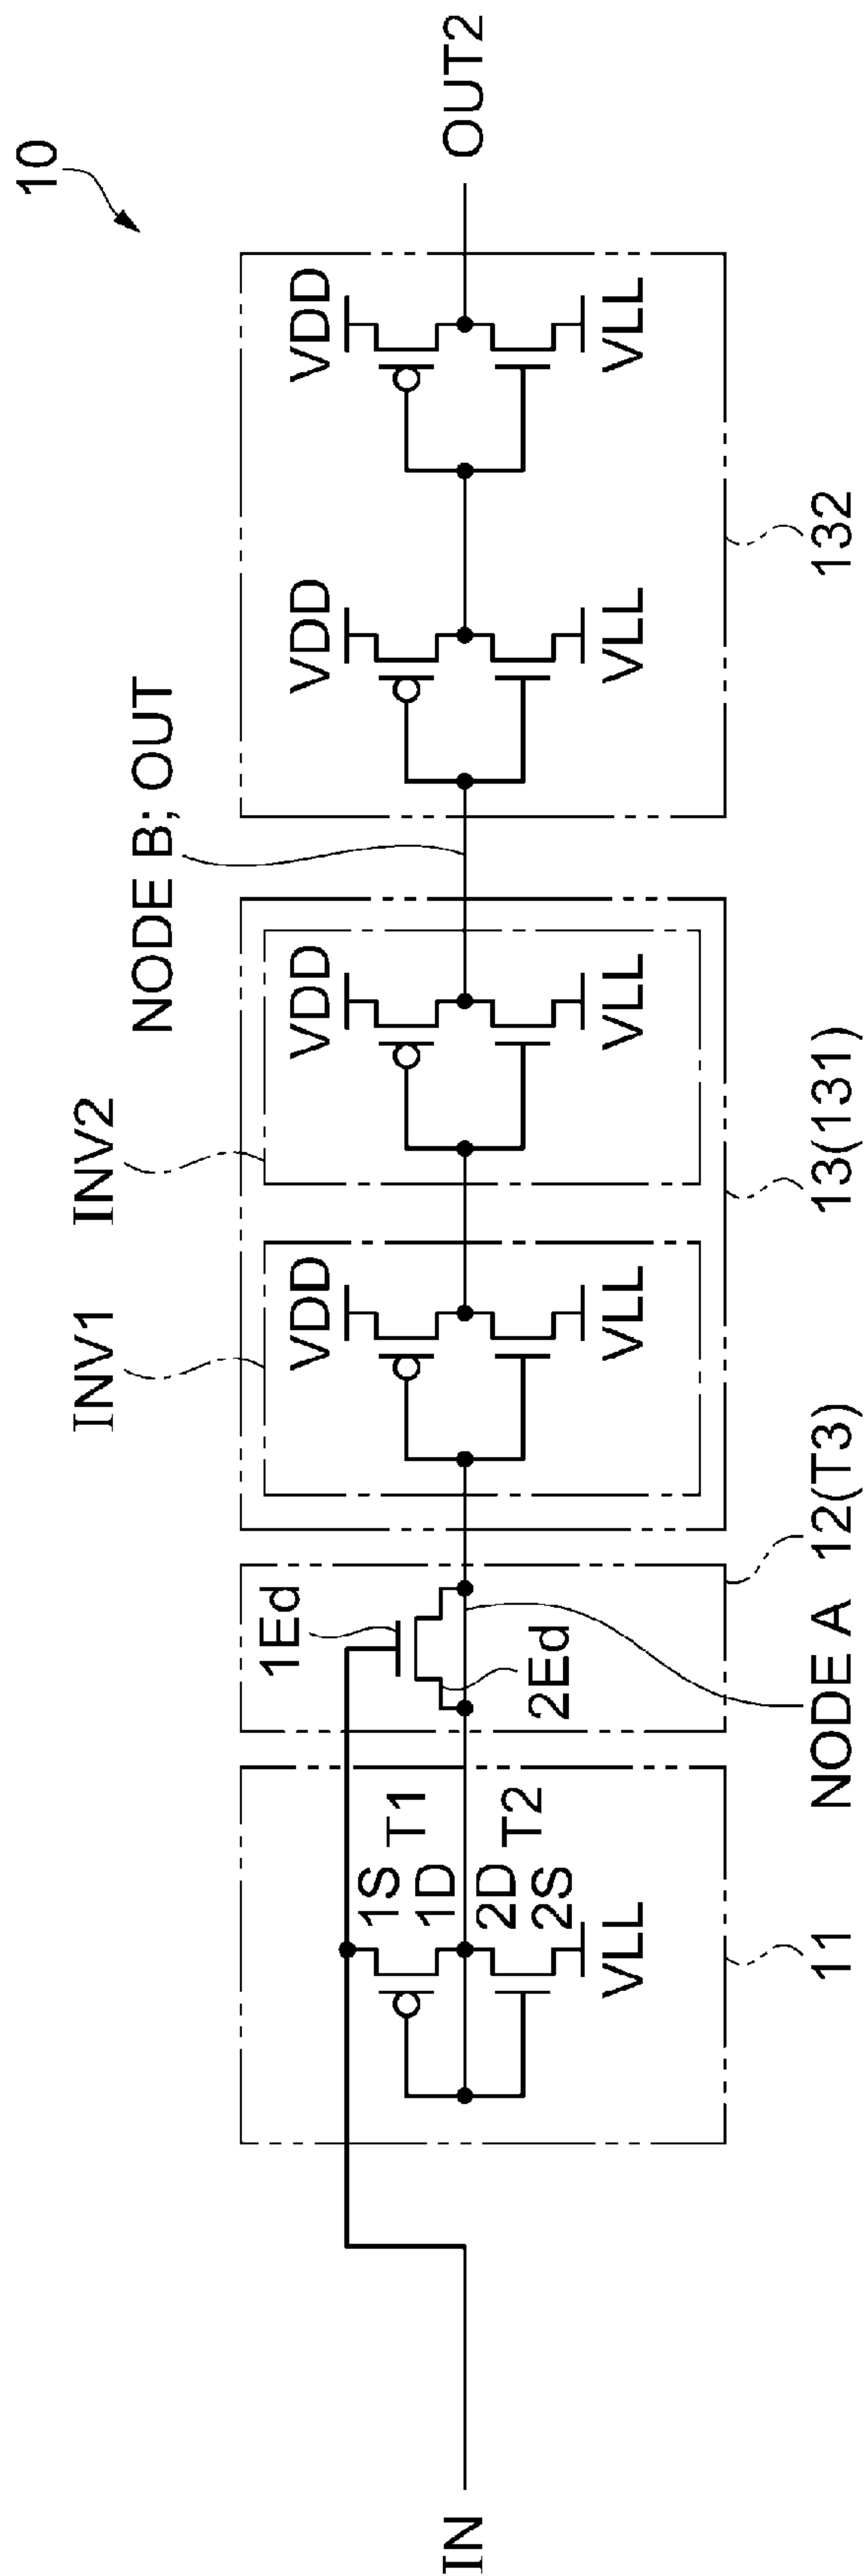 10
IN
11
1S
T1
1D
2D
T2
2S
VLL
12(T3)
1Ed
2Ed
NODE A
13(131)
INV1
VDD
VLL
INV2
VDD
VLL
NODE B; OUT
132
VDD
VLL
VDD
VLL
OUT2